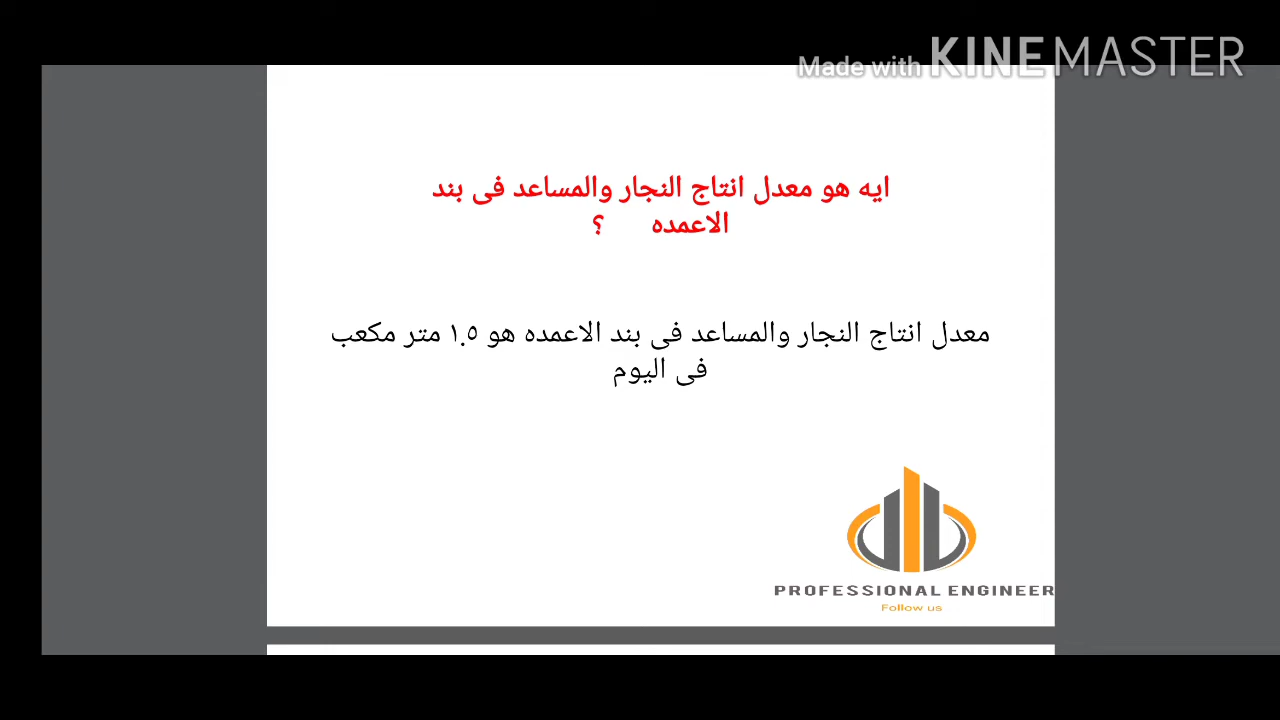 Made with KINEMASTER
ايه هو معدل انتاج النجار والمساعد فى بند
الاعمده ؟
معدل انتاج النجار والمساعد فى بند الاعمده هو ١.٥ متر مكعب
فى اليوم
PROFESSIONAL ENGINEER
Follow us